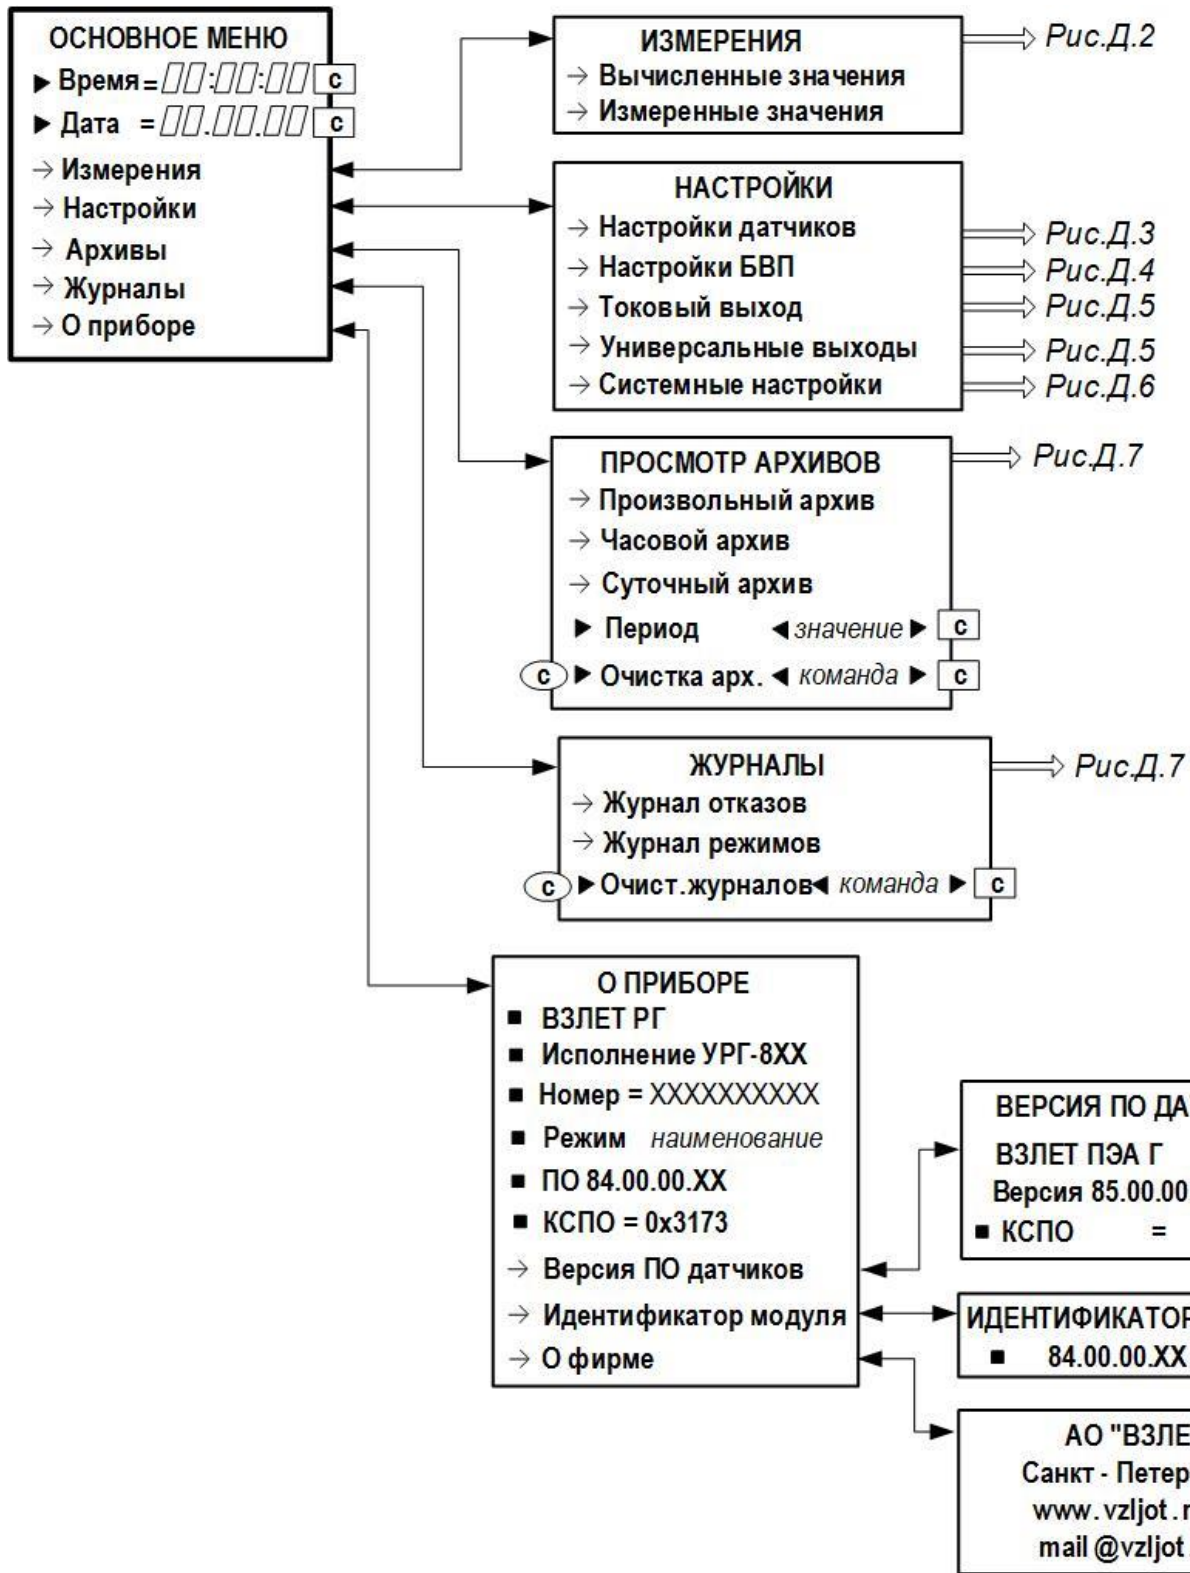 ОСНОВНОЕ МЕНЮ
▶ Время = 00:00:00 с
▶ Дата = 00.00.00 с
→ Измерения
→ Настройки
→ Архивы
→ Журналы
→ О приборе
ИЗМЕРЕНИЯ
→ Вычисленные значения
→ Измеренные значения
Рис.Д.2
НАСТРОЙКИ
→ Настройки датчиков
Рис.Д.3
→ Настройки БВП
Рис.Д.4
→ Токовый выход
Рис.Д.5
→ Универсальные выходы
Рис.Д.5
→ Системные настройки
Рис.Д.6
ПРОСМОТР АРХИВОВ
Рис.Д.7
→ Произвольный архив
→ Часовой архив
→ Суточный архив
▶ Период ◀ значение ▶ с
с ▶ Очистка арх. ◀ команда ▶ с
ЖУРНАЛЫ
Рис.Д.7
→ Журнал отказов
→ Журнал режимов
с ▶ Очист.журналов ◀ команда ▶ с
О ПРИБОРЕ
■ ВЗЛЕТ РГ
■ Исполнение УРГ-8ХХ
■ Номер = XXXXXXXXXX
■ Режим наименование
■ ПО 84.00.00.ХХ
■ КСПО = 0х3173
→ Версия ПО датчиков
→ Идентификатор модуля
→ О фирме
ВЕРСИЯ ПО ДА
ВЗЛЕТ ПЭА Г
Версия 85.00.00
■ КСПО =
ИДЕНТИФИКАТОР
■ 84.00.00.ХХ
АО "ВЗЛЕ
Санкт - Петер
www.vzljot.r
mail @vzljot.